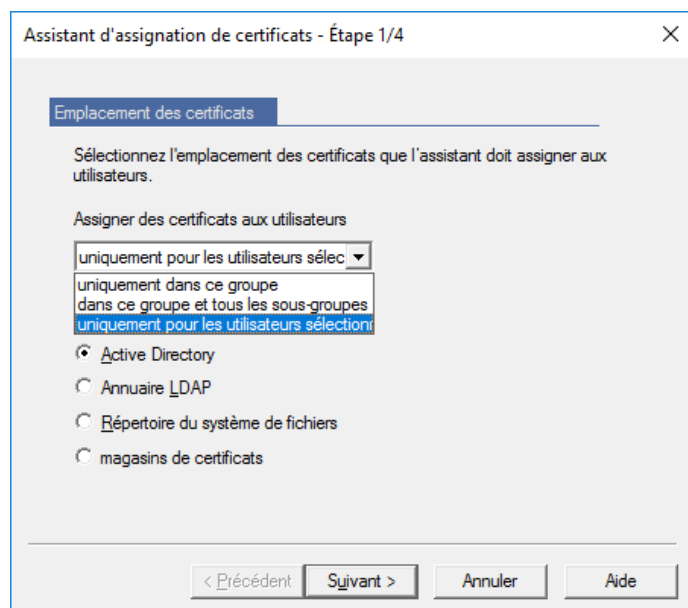 Assistant d'assignation de certificats - Étape 1/4
Emplacement des certificats
Sélectionnez l'emplacement des certificats que l'assistant doit assigner aux
utilisateurs.
Assigner des certificats aux utilisateurs
uniquement pour les utilisateurs sélec
uniquement dans ce groupe
dans ce groupe et tous les sous-groupes
uniquement pour les utilisateurs sélectionn
Active Directory
Annuaire LDAP
Répertoire du système de fichiers
magasins de certificats
< Précédent Suivant > Annuler Aide